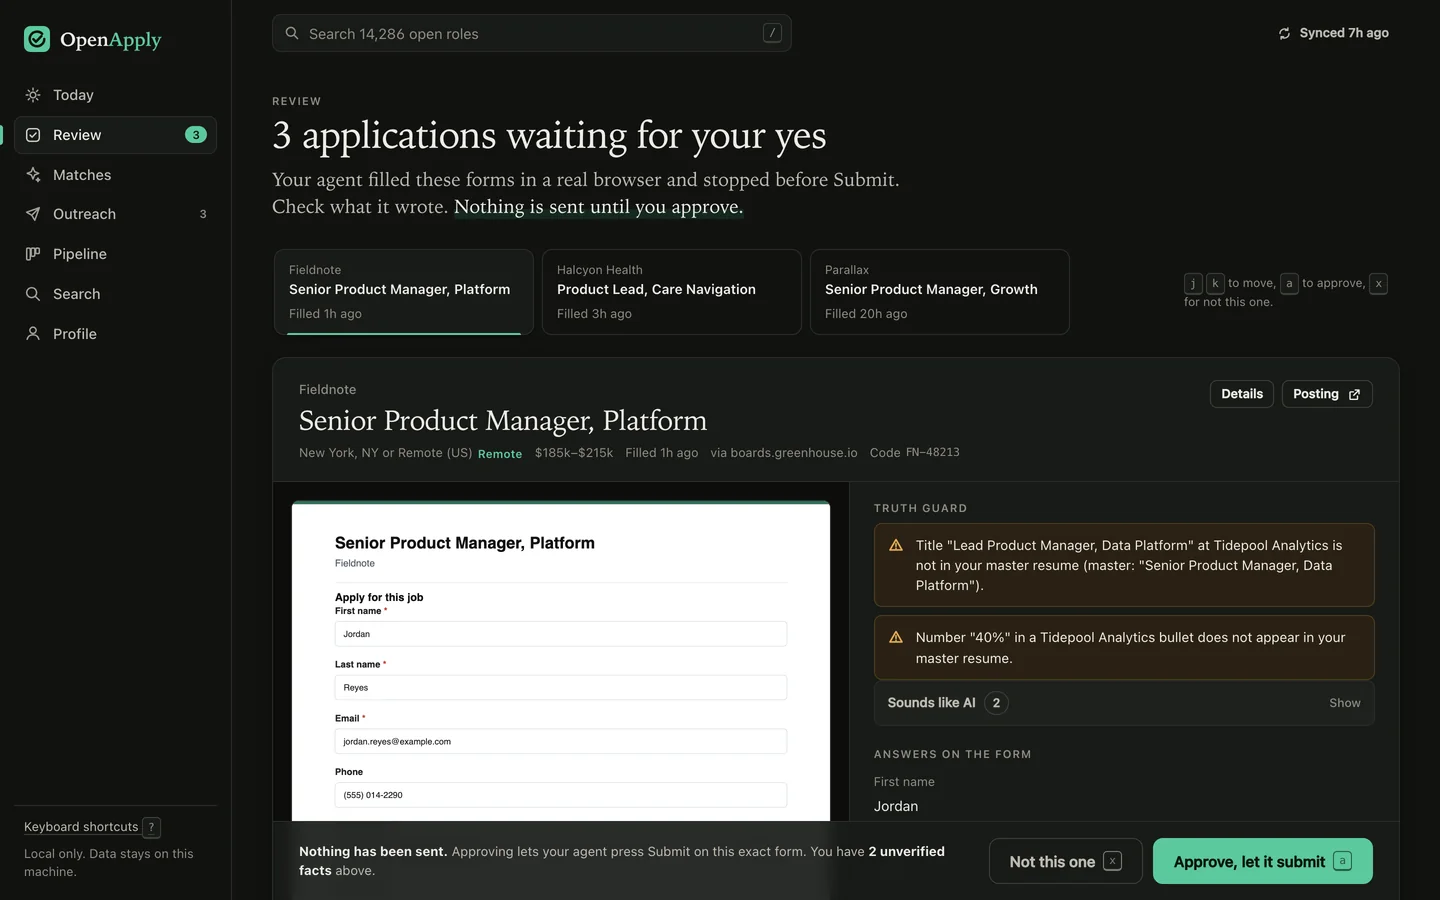 OpenApply
Search 14,286 open roles
/
Synced 7h ago
Today
Review
3
Matches
Outreach
3
Pipeline
Search
Profile
REVIEW
3 applications waiting for your yes
Your agent filled these forms in a real browser and stopped before Submit.
Check what it wrote. Nothing is sent until you approve.
Fieldnote
Senior Product Manager, Platform
Filled 1h ago
Halcyon Health
Product Lead, Care Navigation
Filled 3h ago
Parallax
Senior Product Manager, Growth
Filled 20h ago
j k to move, a to approve, x
for not this one.
Fieldnote
Senior Product Manager, Platform
New York, NY or Remote (US) Remote $185k–$215k Filled 1h ago via boards.greenhouse.io Code FN-48213
Details
Posting
Senior Product Manager, Platform
Fieldnote
Apply for this job
First name *
Jordan
Last name *
Reyes
Email *
jordan.reyes@example.com
Phone
(555) 014-2290
TRUTH GUARD
Title "Lead Product Manager, Data Platform" at Tidepool Analytics is
not in your master resume (master: "Senior Product Manager, Data
Platform").
Number "40%" in a Tidepool Analytics bullet does not appear in your
master resume.
Sounds like AI 2
Show
ANSWERS ON THE FORM
First name
Jordan
Keyboard shortcuts ?
Local only. Data stays on this
machine.
Nothing has been sent. Approving lets your agent press Submit on this exact form. You have 2 unverified
facts above.
Not this one x
Approve, let it submit a